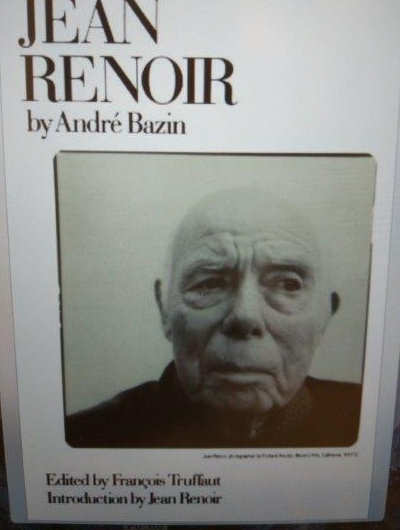 JEAN
RENOIR
by André Bazin
Edited by François Truffaut
Introduction by Jean Renoir